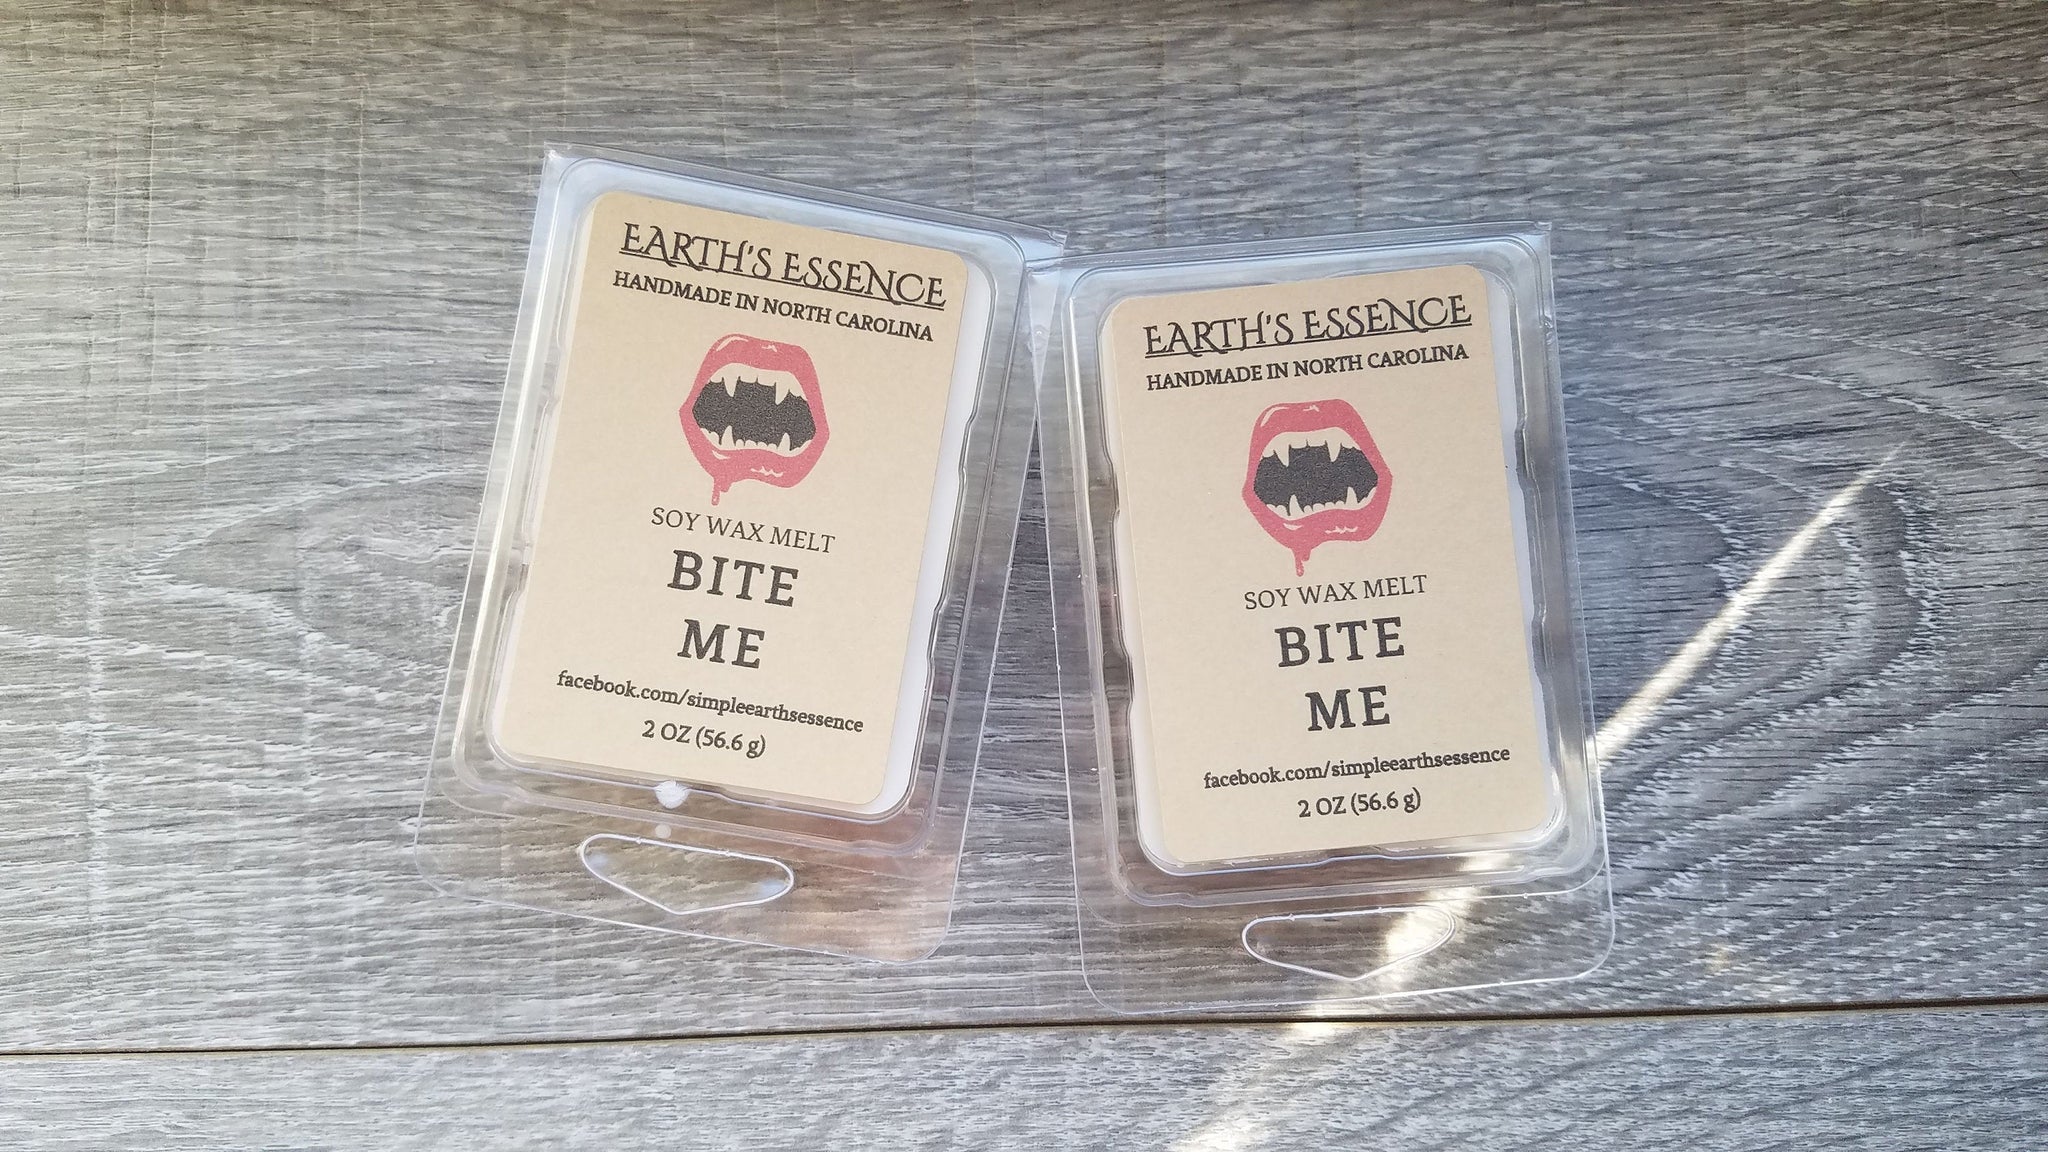 EARTH'S ESSENCE
HANDMADE IN NORTH CAROLINA
SOY WAX MELT
BITE
ME
facebook.com/simpleearthsessence
2 OZ (56.6 g)
EARTH'S ESSENCE
HANDMADE IN NORTH CAROLINA
SOY WAX MELT
BITE
ME
facebook.com/simpleearthsessence
2 OZ (56.6 g)